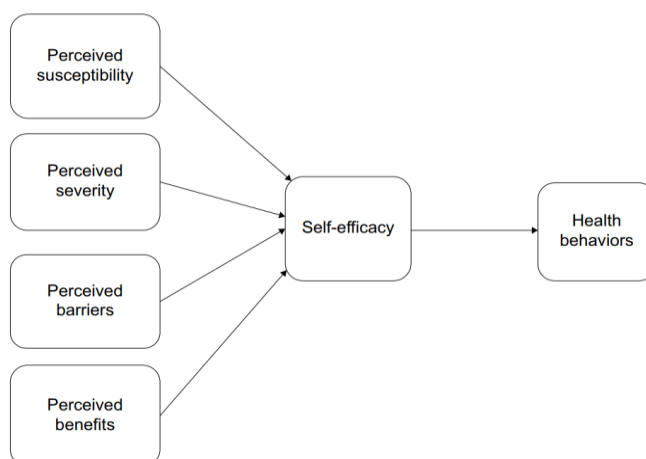 Perceived
susceptibility
Perceived
severity
Perceived
barriers
Perceived
benefits
Self-efficacy
Health
behaviors